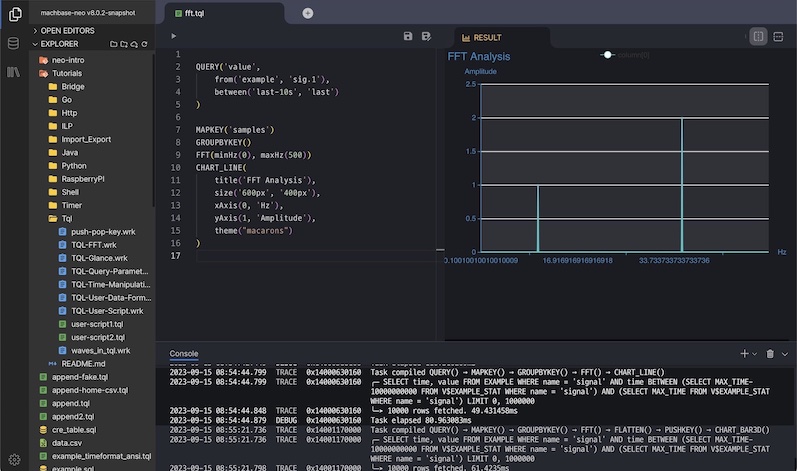 machbase-neo v8.0.2-snapshot
OPEN EDITORS
EXPLORER
neo-intro
Tutorials
Bridge
Go
Http
ILP
Import_Export
Java
Python
RaspberryPI
Shell
Timer
Tql
push-pop-key.wrk
TQL-FFT.wrk
TQL-Glance.wrk
TQL-Query-Paramet...
TQL-Time-Manipulati...
TQL-User-Data-Form...
TQL-User-Script.wrk
user-script1.tql
user-script2.tql
waves_in_tql.wrk
README.md
append-fake.tql
append-home-csv.tql
append.tql
append2.tql
cre_table.sql
data.csv
example_timeformat_ansi.tql
example.sql
fft.tql
1
2 QUERY('value',
3 from('example', 'sig.1'),
4 between('last-10s', 'last')
5 )
6
7 MAPKEY('samples')
8 GROUPBYKEY()
9 FFT(minHz(0), maxHz(500))
10 CHART_LINE(
11 title('FFT Analysis'),
12 size('600px', '400px'),
13 xAxis(0, 'Hz'),
14 yAxis(1, 'Amplitude'),
15 theme("macarons")
16 )
17
RESULT
FFT Analysis
column[0]
Amplitude
2.5
2
1.5
1
0.5
0
Hz
0.10010010010010009
16.916916916916918
33.733733733733736
Console
2023-09-15 08:54:44.799 TRACE 0x14000630160 Task compiled QUERY() → MAPKEY() → GROUPBYKEY() → FFT() → CHART_LINE()
2023-09-15 08:54:44.799 TRACE 0x14000630160 ┌─ SELECT time, value FROM EXAMPLE WHERE name = 'signal' AND time BETWEEN (SELECT MAX_TIME-
10000000000 FROM V$EXAMPLE_STAT WHERE name = 'signal') AND (SELECT MAX_TIME FROM V$EXAMPLE_STAT
WHERE name = 'signal') LIMIT 0, 1000000
2023-09-15 08:54:44.848 TRACE 0x14000630160 └─> 10000 rows fetched. 49.431458ms
2023-09-15 08:54:44.879 DEBUG 0x14000630160 Task elapsed 80.963083ms
2023-09-15 08:55:21.736 TRACE 0x14001170000 Task compiled QUERY() → MAPKEY() → GROUPBYKEY() → FFT() → FLATTEN() → PUSHKEY() → CHART_BAR3D()
2023-09-15 08:55:21.736 TRACE 0x14001170000 ┌─ SELECT time, value FROM EXAMPLE WHERE name = 'signal' AND time BETWEEN (SELECT MAX_TIME-
10000000000 FROM V$EXAMPLE_STAT WHERE name = 'signal') AND (SELECT MAX_TIME FROM V$EXAMPLE_STAT
WHERE name = 'signal') LIMIT 0, 1000000
2023-09-15 08:55:21.798 TRACE 0x14001170000 └─> 10000 rows fetched. 61.4235ms